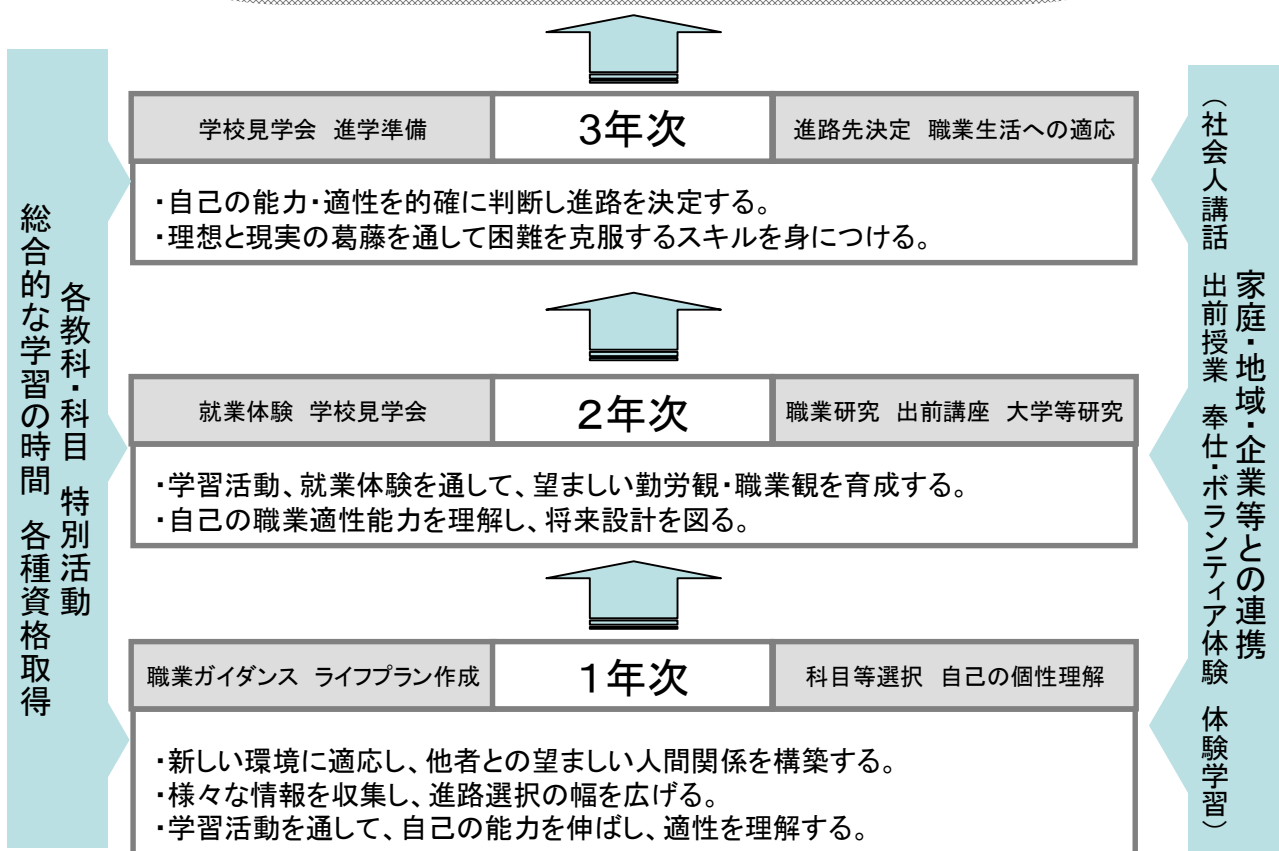 学校見学会　進学準備
3年次
進路先決定　職業生活への適応
・自己の能力・適性を的確に判断し進路を決定する。
・理想と現実の葛藤を通して困難を克服するスキルを身につける。
就業体験　学校見学会
２年次
職業研究　出前講座　大学等研究
・学習活動、就業体験を通して、望ましい勤労観・職業観を育成する。
・自己の職業適性能力を理解し、将来設計を図る。
職業ガイダンス　ライフプラン作成
１年次
科目等選択　自己の個性理解
・新しい環境に適応し、他者との望ましい人間関係を構築する。
・様々な情報を収集し、進路選択の幅を広げる。
・学習活動を通して、自己の能力を伸ばし、適性を理解する。
各教科・科目　特別活動
総合的な学習の時間　各種資格取得
家庭・地域・企業等との連携
（社会人講話　出前授業　奉仕・ボランティア体験　体験学習）